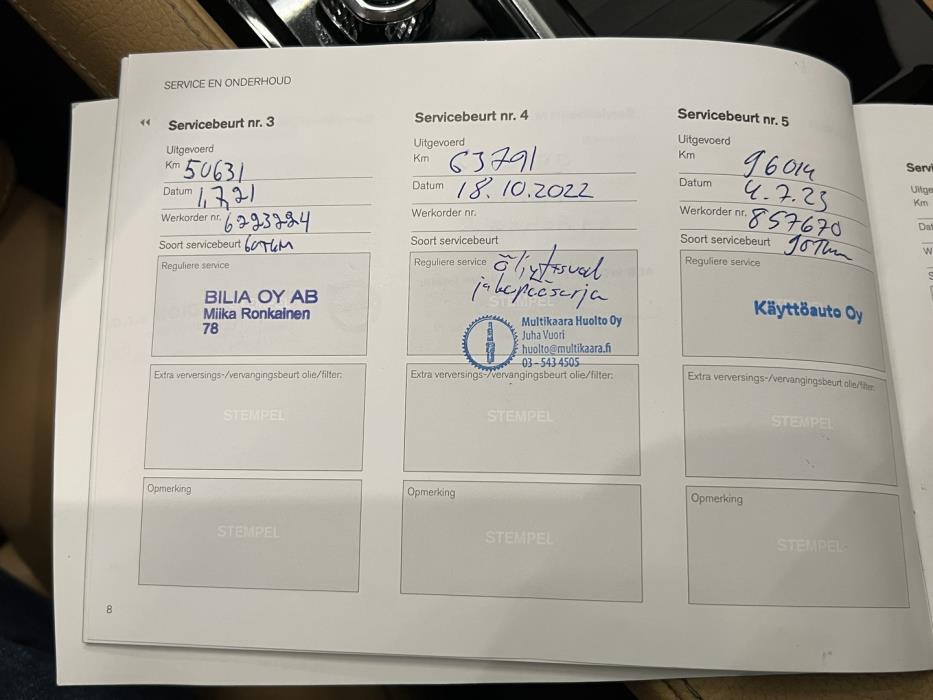 SERVICE EN ONDERHOUD
Servicebeurt nr. 3
Uitgevoerd
Km 50631
Datum 1,7,21
Werkorder nr. 6293294
Soort servicebeurt 60TKM
Reguliere service
BILIA OY AB
Miika Ronkainen
78
Extra verversings-/vervangingsbeurt olie/filter:
STEMPEL
Opmerking
STEMPEL
8
Servicebeurt nr. 4
Uitgevoerd
Km 63791
Datum 18.10.2022
Werkorder nr.
Soort servicebeurt
Reguliere service
Multikaara Huolto Oy
Juha Vuori
huolto@multikaara.fi
03-543 4505
Extra verversings-/vervangingsbeurt olie/filter:
STEMPEL
Opmerking
STEMPEL
Servicebeurt nr. 5
Uitgevoerd
Km 96014
Datum 4.7.23
Werkorder nr. 857670
Soort servicebeurt 90Tkm
Reguliere service
Käyttöauto Oy
Extra verversings-/vervangingsbeurt olie/filter:
STEMPEL
Opmerking
STEMPEL